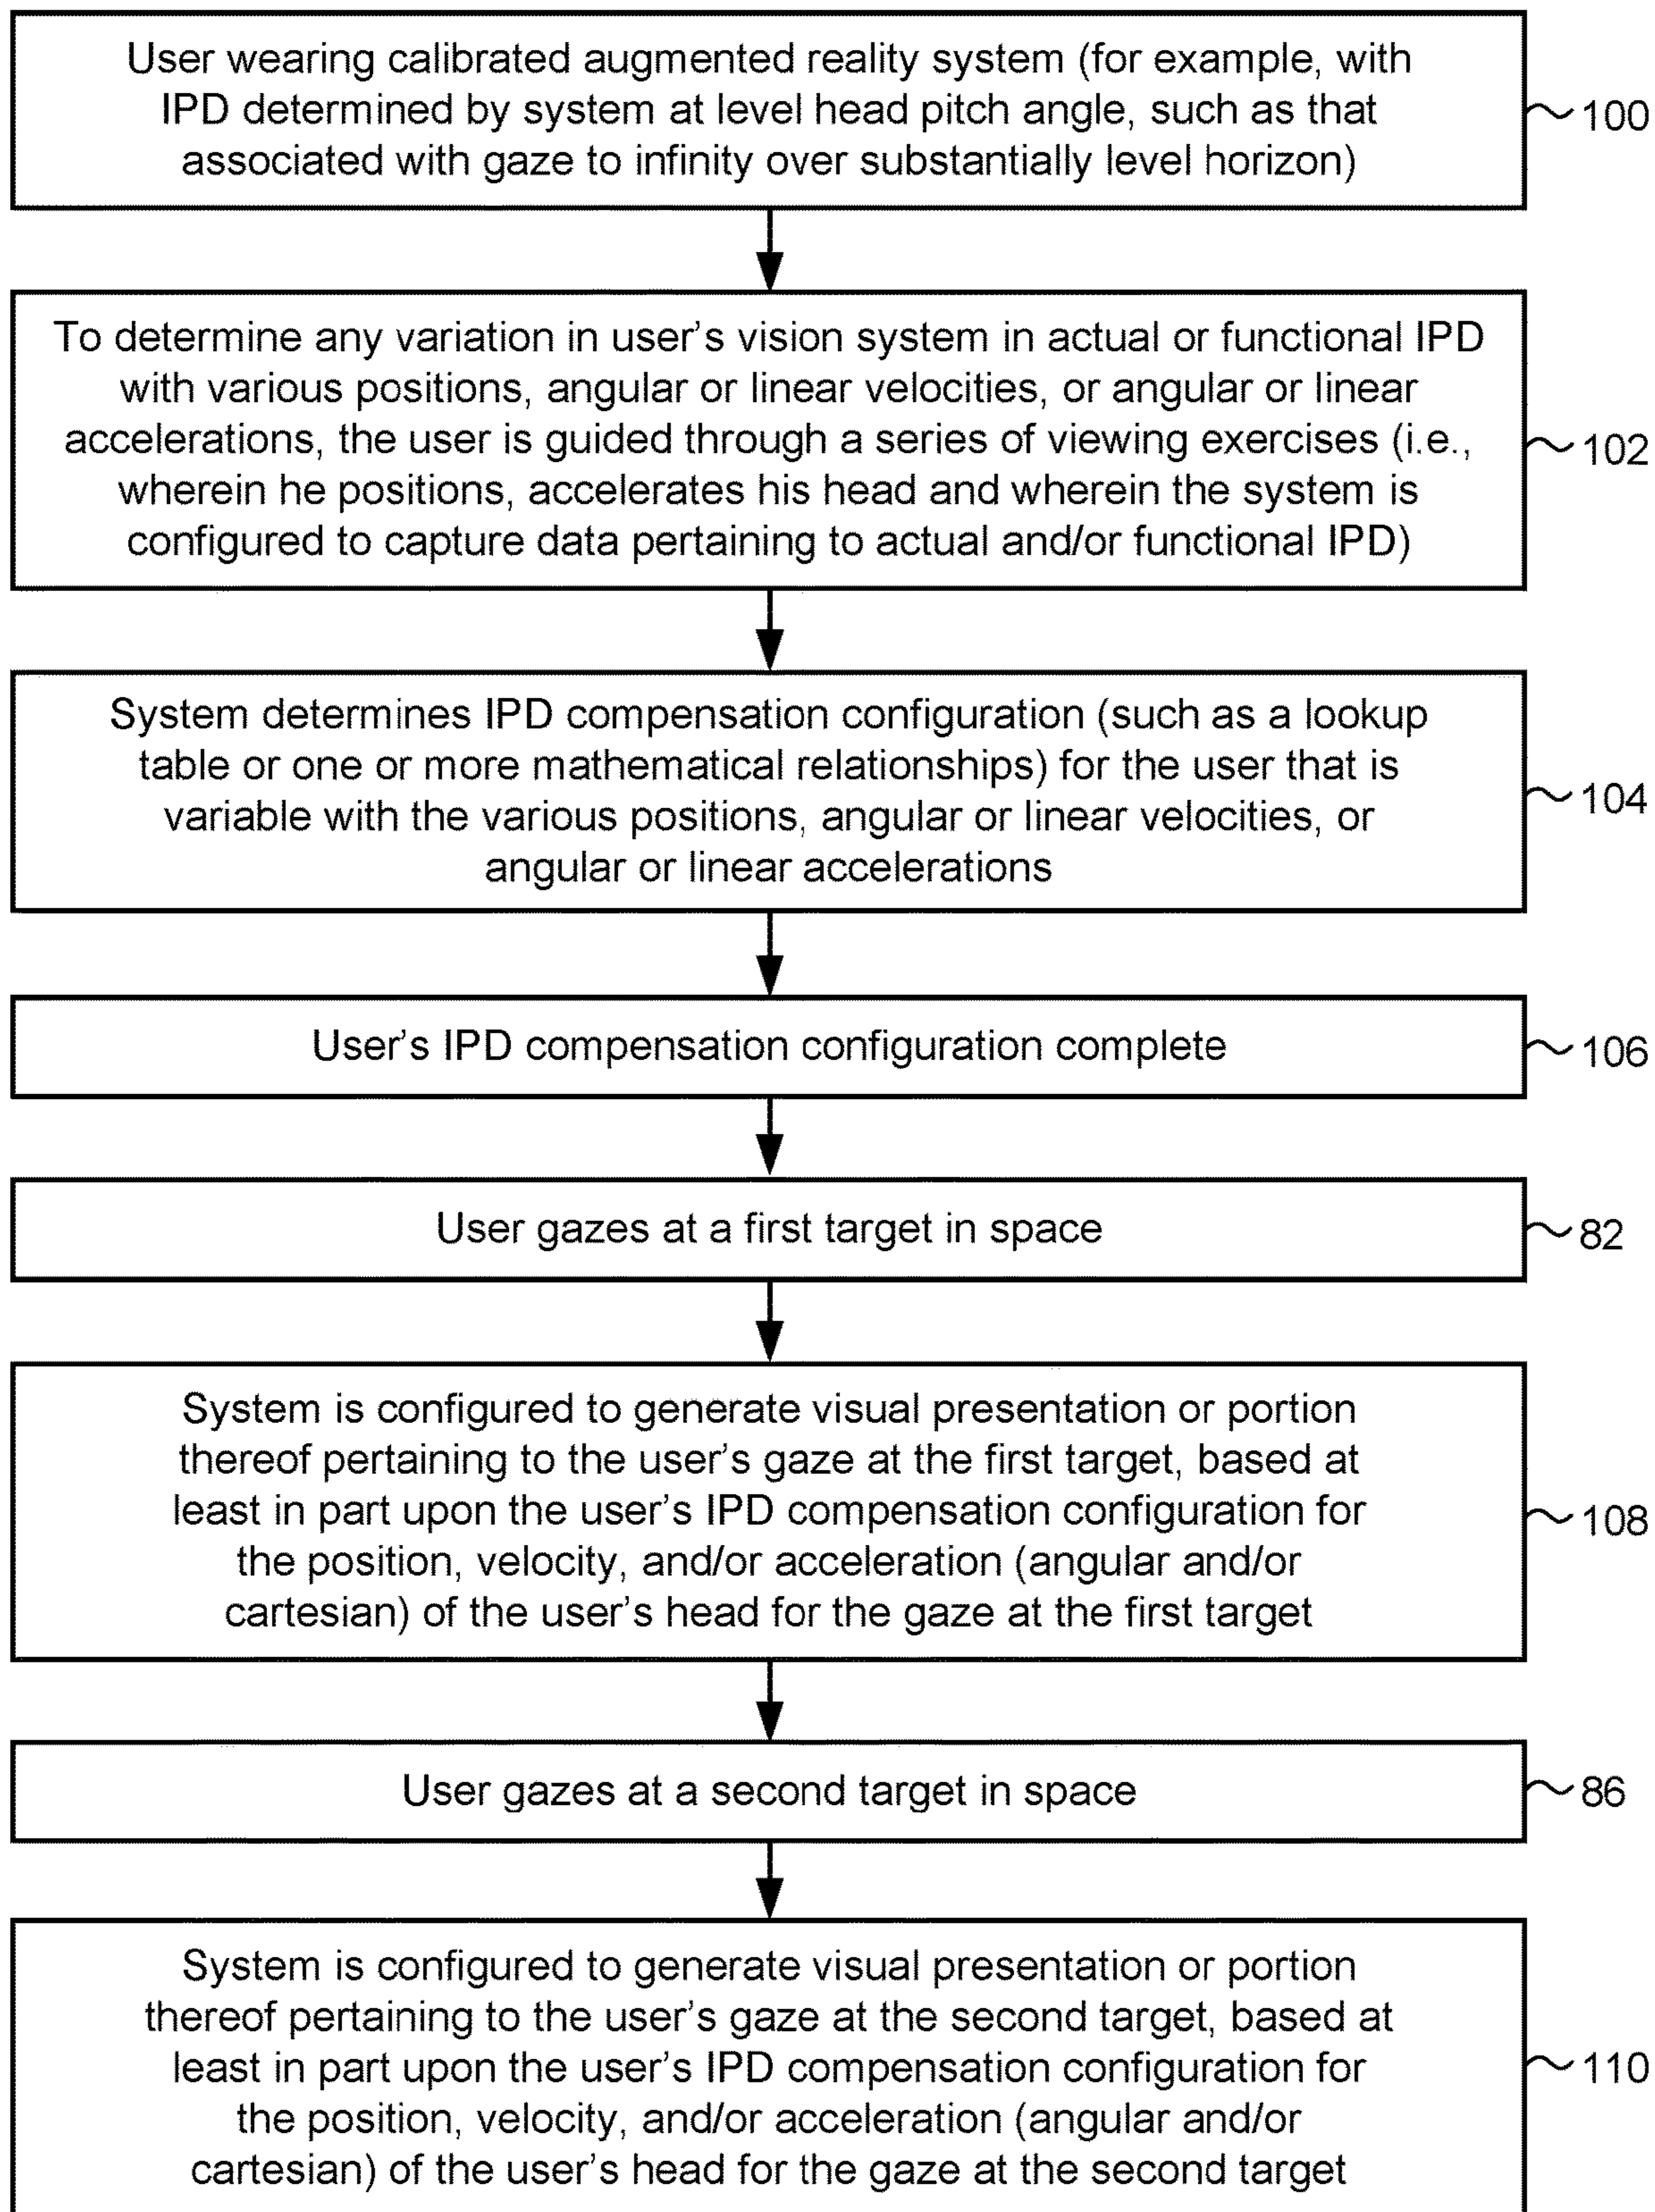 User wearing calibrated augmented reality system (for example, with
IPD determined by system at level head pitch angle, such as that
associated with gaze to infinity over substantially level horizon)
100
To determine any variation in user's vision system in actual or functional IPD
with various positions, angular or linear velocities, or angular or linear
accelerations, the user is guided through a series of viewing exercises (i.e.,
wherein he positions, accelerates his head and wherein the system is
configured to capture data pertaining to actual and/or functional IPD)
102
System determines IPD compensation configuration (such as a lookup
table or one or more mathematical relationships) for the user that is
variable with the various positions, angular or linear velocities, or
angular or linear accelerations
104
User's IPD compensation configuration complete
106
User gazes at a first target in space
82
System is configured to generate visual presentation or portion
thereof pertaining to the user's gaze at the first target, based at
least in part upon the user's IPD compensation configuration for
the position, velocity, and/or acceleration (angular and/or
cartesian) of the user's head for the gaze at the first target
108
User gazes at a second target in space
86
System is configured to generate visual presentation or portion
thereof pertaining to the user's gaze at the second target, based at
least in part upon the user's IPD compensation configuration for
the position, velocity, and/or acceleration (angular and/or
cartesian) of the user's head for the gaze at the second target
110